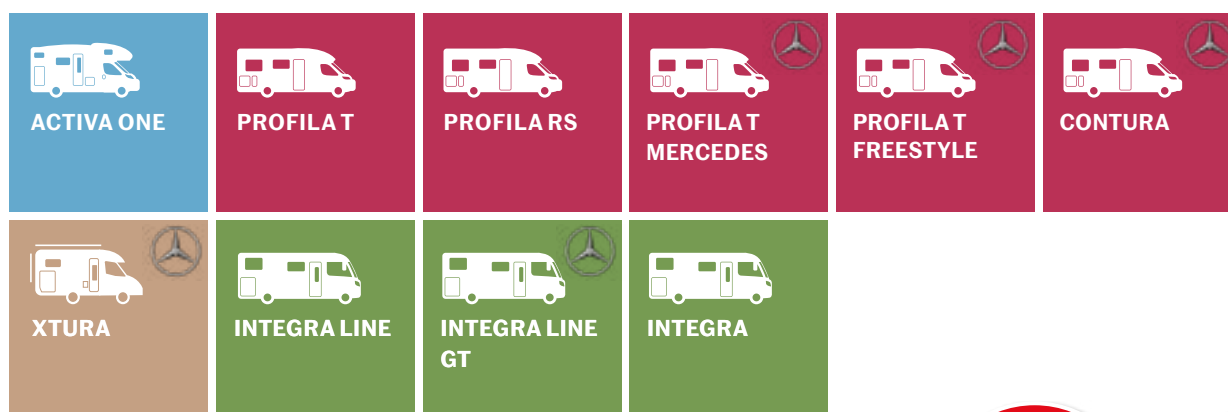 ACTIVA ONE
PROFILA T
PROFILA RS
PROFILA T
MERCEDES
PROFILA T
FREESTYLE
CONTURA
XTURA
INTEGRA LINE
INTEGRA LINE
GT
INTEGRA